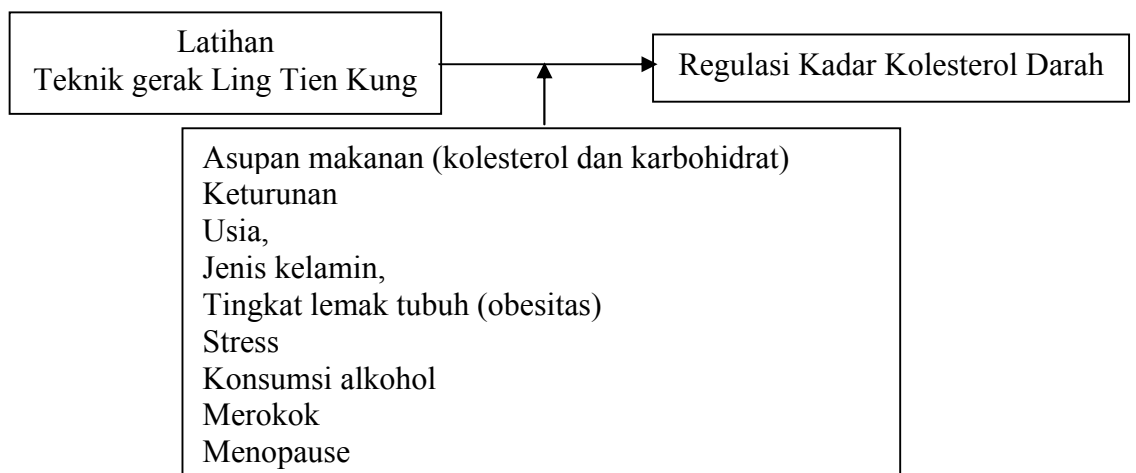 Latihan
Teknik gerak Ling Tien Kung
Regulasi Kadar Kolesterol Darah
Asupan makanan (kolesterol dan karbohidrat)
Keturunan
Usia,
Jenis kelamin,
Tingkat lemak tubuh (obesitas)
Stress
Konsumsi alkohol
Merokok
Menopause